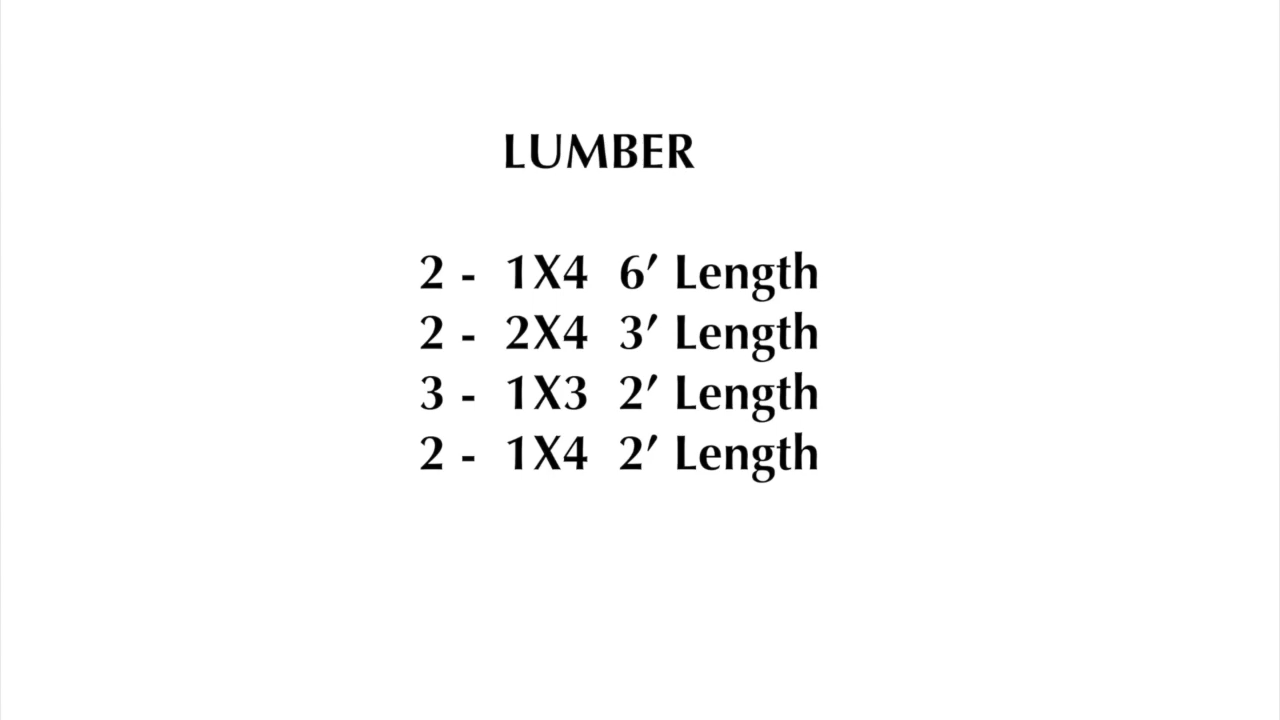 LUMBER
2 - 1X4 6′ Length
2 - 2X4 3′ Length
3 - 1X3 2′ Length
2 - 1X4 2′ Length